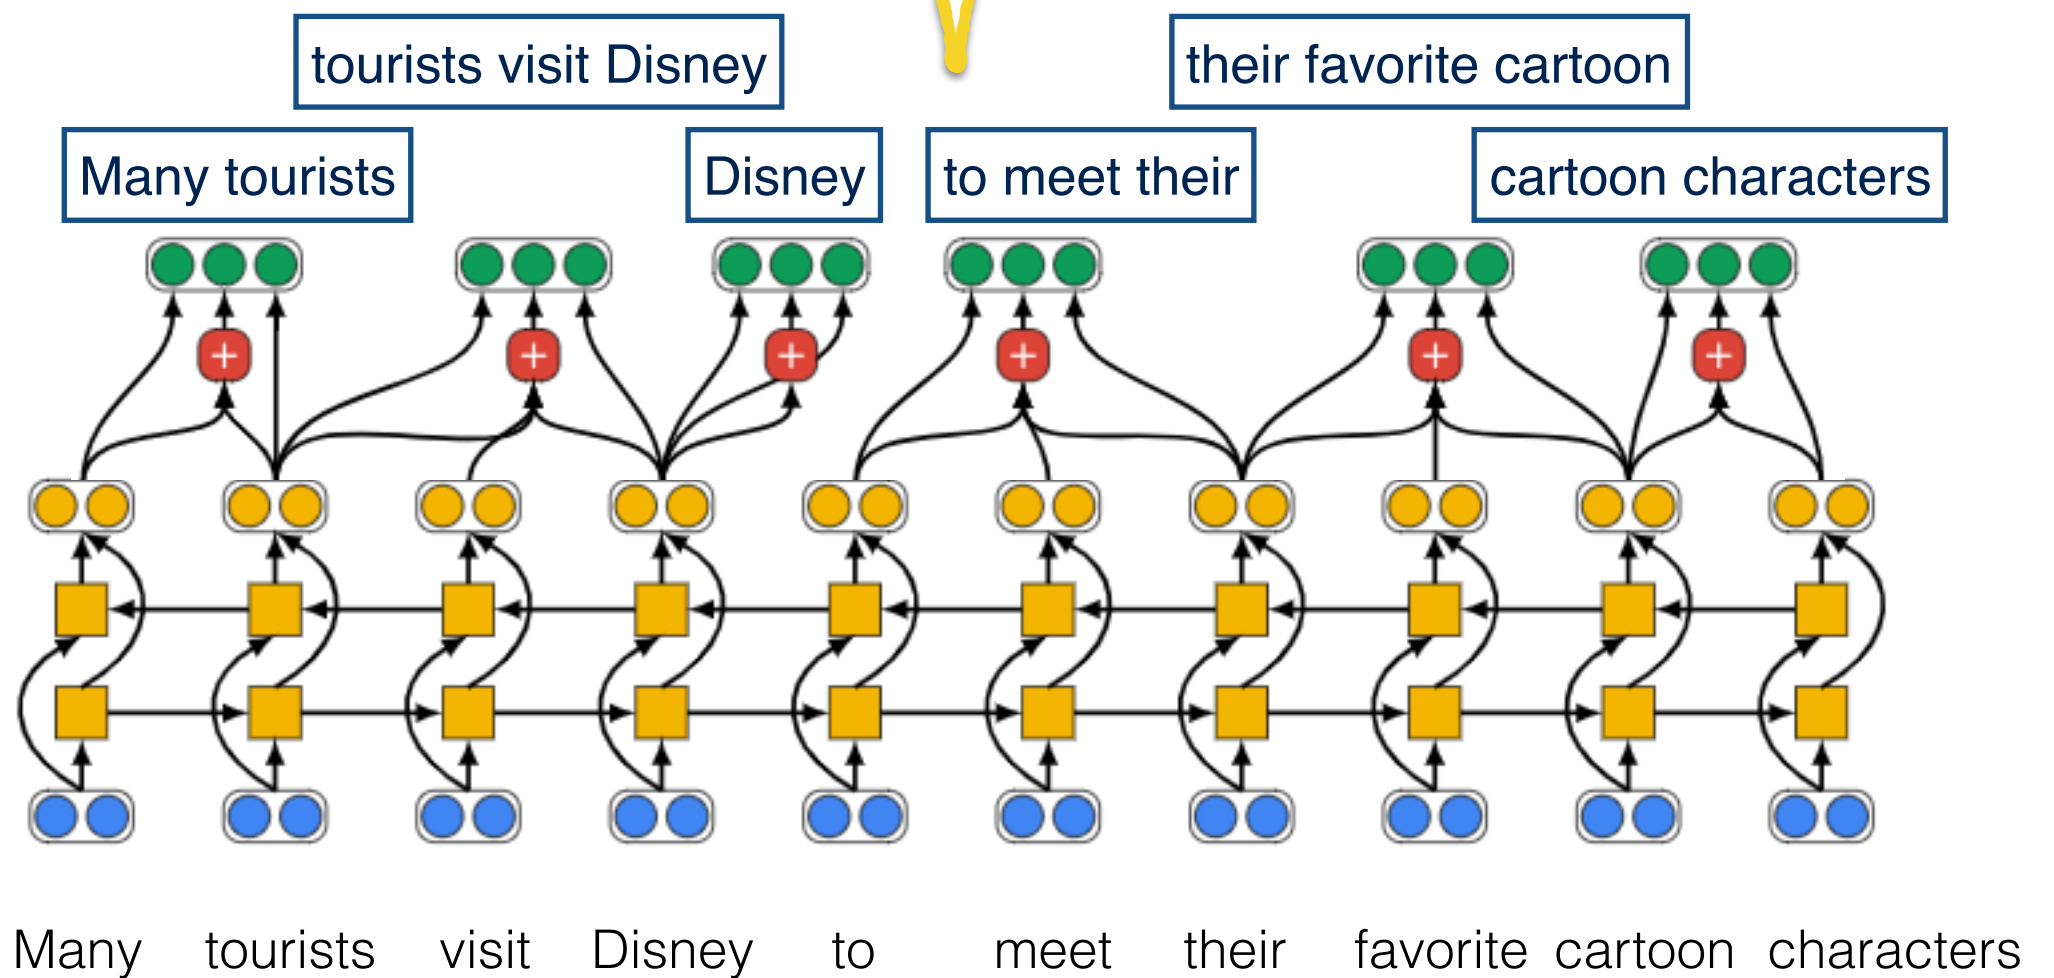 tourists visit Disney
their favorite cartoon
Many tourists
Disney
to meet their
cartoon characters
+ + + + + +
Many tourists visit Disney to meet their favorite cartoon characters